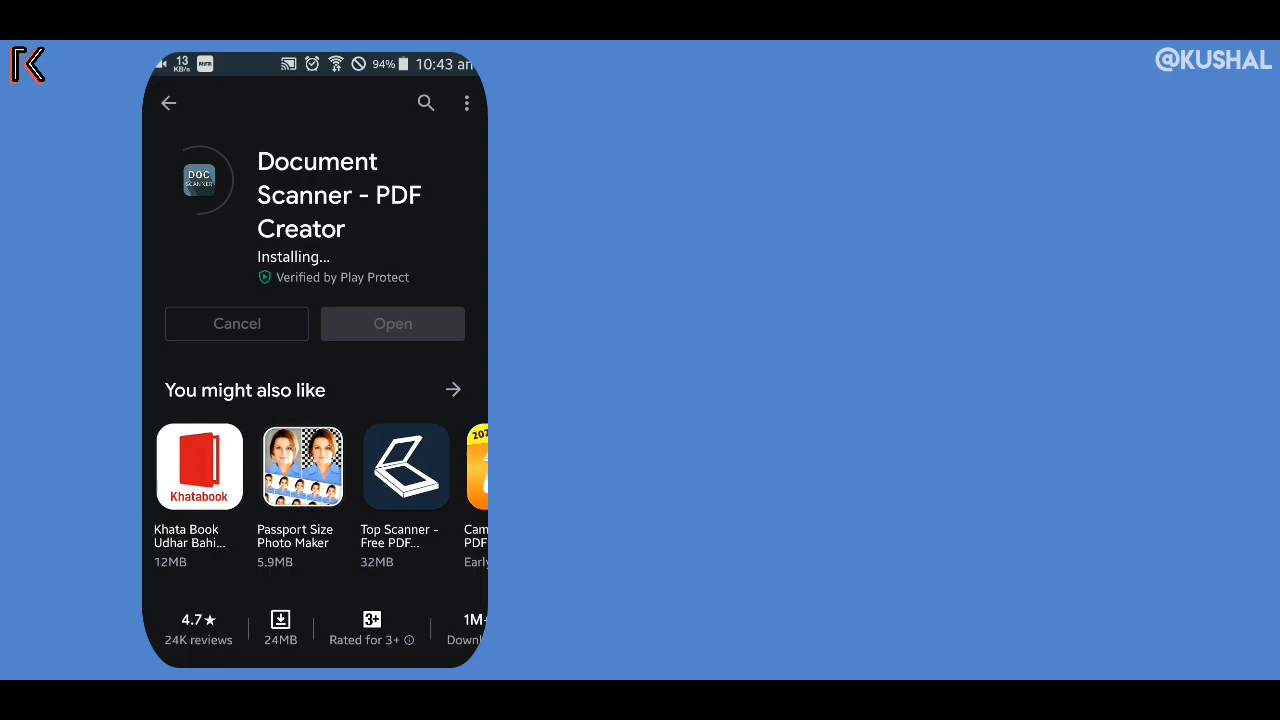 @KUSHAL
13
KB/s
94%
10:43 am
Document
Scanner - PDF
Creator
DOC
SCANNER
Installing...
Verified by Play Protect
Cancel
Open
You might also like
Khatabook
Khata Book
Udhar Bahi...
12MB
Passport Size
Photo Maker
5.9MB
Top Scanner -
Free PDF...
32MB
Cam
PDF
Early
4.7★
24K reviews
24MB
3+
Rated for 3+
1M+
Downl